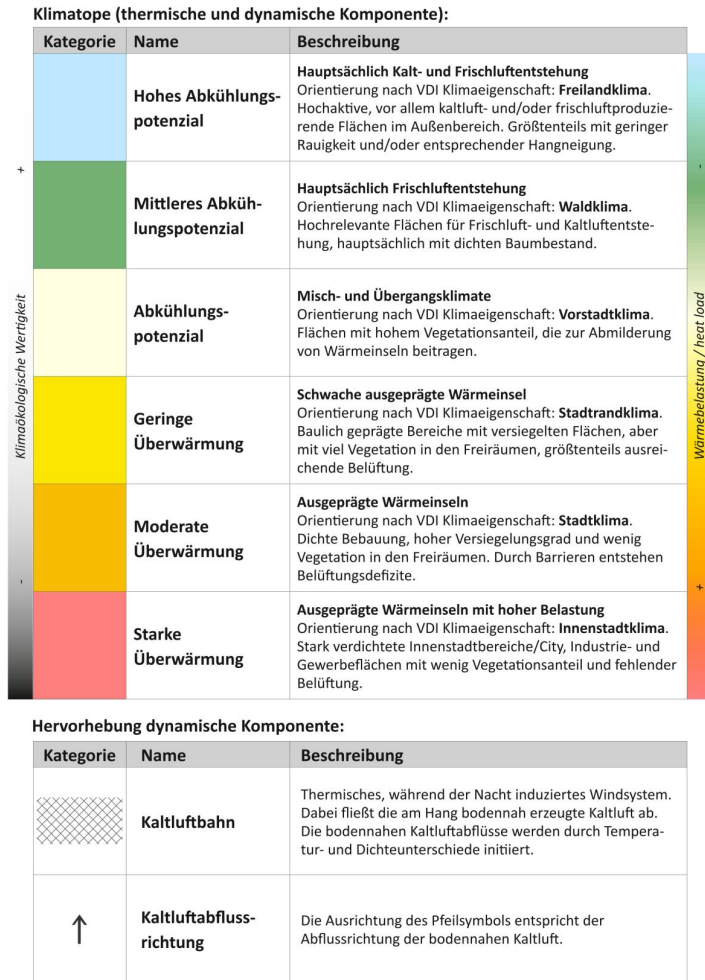 Klimatope (thermische und dynamische Komponente):
Kategorie Name Beschreibung
Hohes Abkühlungs-
potenzial
Hauptsächlich Kalt- und Frischluftentstehung
Orientierung nach VDI Klimaeigenschaft: Freilandklima.
Hochaktive, vor allem kaltluft- und/oder frischluftproduzie-
rende Flächen im Außenbereich. Größtenteils mit geringer
Rauigkeit und/oder entsprechender Hangneigung.
Mittleres Abküh-
lungspotenzial
Hauptsächlich Frischluftentstehung
Orientierung nach VDI Klimaeigenschaft: Waldklima.
Hochrelevante Flächen für Frischluft- und Kaltluftentste-
hung, hauptsächlich mit dichten Baumbestand.
Abkühlungs-
potenzial
Misch- und Übergangsklimate
Orientierung nach VDI Klimaeigenschaft: Vorstadtklima.
Flächen mit hohem Vegetationsanteil, die zur Abmilderung
von Wärmeinseln beitragen.
Geringe
Überwärmung
Schwache ausgeprägte Wärmeinsel
Orientierung nach VDI Klimaeigenschaft: Stadtrandklima.
Baulich geprägte Bereiche mit versiegelten Flächen, aber
mit viel Vegetation in den Freiräumen, größtenteils ausrei-
chende Belüftung.
Moderate
Überwärmung
Ausgeprägte Wärmeinseln
Orientierung nach VDI Klimaeigenschaft: Stadtklima.
Dichte Bebauung, hoher Versiegelungsgrad und wenig
Vegetation in den Freiräumen. Durch Barrieren entstehen
Belüftungsdefizite.
Starke
Überwärmung
Ausgeprägte Wärmeinseln mit hoher Belastung
Orientierung nach VDI Klimaeigenschaft: Innenstadtklima.
Stark verdichtete Innenstadtbereiche/City, Industrie- und
Gewerbeflächen mit wenig Vegetationsanteil und fehlender
Belüftung.
- Klimaökologische Wertigkeit +
+ Wärmebelastung / heat load -
Hervorhebung dynamische Komponente:
Kategorie Name Beschreibung
Kaltluftbahn
Thermisches, während der Nacht induziertes Windsystem.
Dabei fließt die am Hang bodennah erzeugte Kaltluft ab.
Die bodennahen Kaltluftabflüsse werden durch Tempera-
tur- und Dichteunterschiede initiiert.
Kaltluftabfluss-
richtung
Die Ausrichtung des Pfeilsymbols entspricht der
Abflussrichtung der bodennahen Kaltluft.